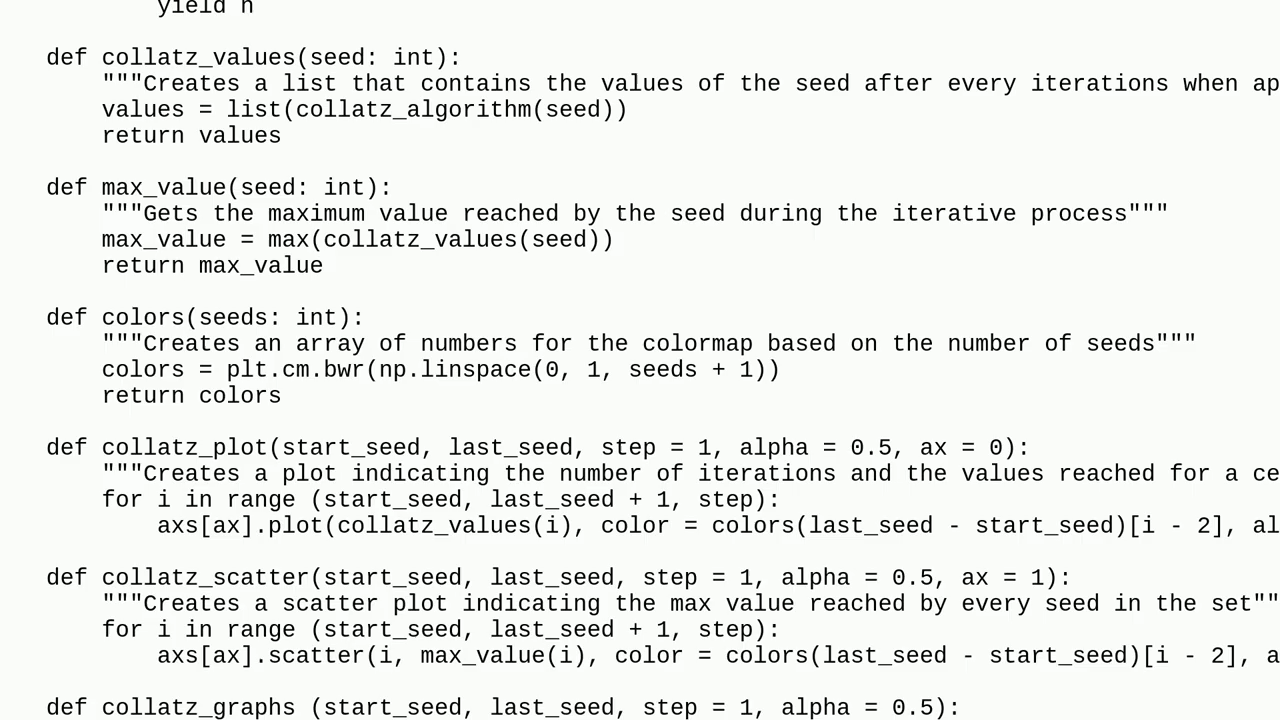 yield n
def collatz_values(seed: int):
"""Creates a list that contains the values of the seed after every iterations when ap
values = list(collatz_algorithm(seed))
return values
def max_value(seed: int):
"""Gets the maximum value reached by the seed during the iterative process"""
max_value = max(collatz_values(seed))
return max_value
def colors(seeds: int):
"""Creates an array of numbers for the colormap based on the number of seeds"""
colors = plt.cm.bwr(np.linspace(0, 1, seeds + 1))
return colors
def collatz_plot(start_seed, last_seed, step = 1, alpha = 0.5, ax = 0):
"""Creates a plot indicating the number of iterations and the values reached for a ce
for i in range (start_seed, last_seed + 1, step):
axs[ax].plot(collatz_values(i), color = colors(last_seed - start_seed)[i - 2], al
def collatz_scatter(start_seed, last_seed, step = 1, alpha = 0.5, ax = 1):
"""Creates a scatter plot indicating the max value reached by every seed in the set""
for i in range (start_seed, last_seed + 1, step):
axs[ax].scatter(i, max_value(i), color = colors(last_seed - start_seed)[i - 2], a
def collatz_graphs (start_seed, last_seed, step = 1, alpha = 0.5):